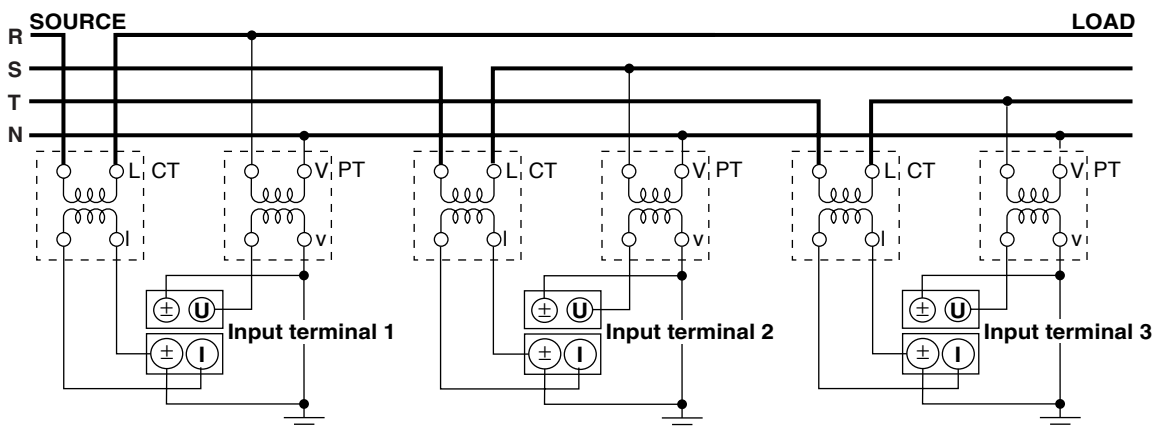 SOURCE LOAD
R
S
T
N
L CT V PT L CT V PT L CT V PT
l v l v l v
± U ± U ± U
Input terminal 1 Input terminal 2 Input terminal 3
± I ± I ± I